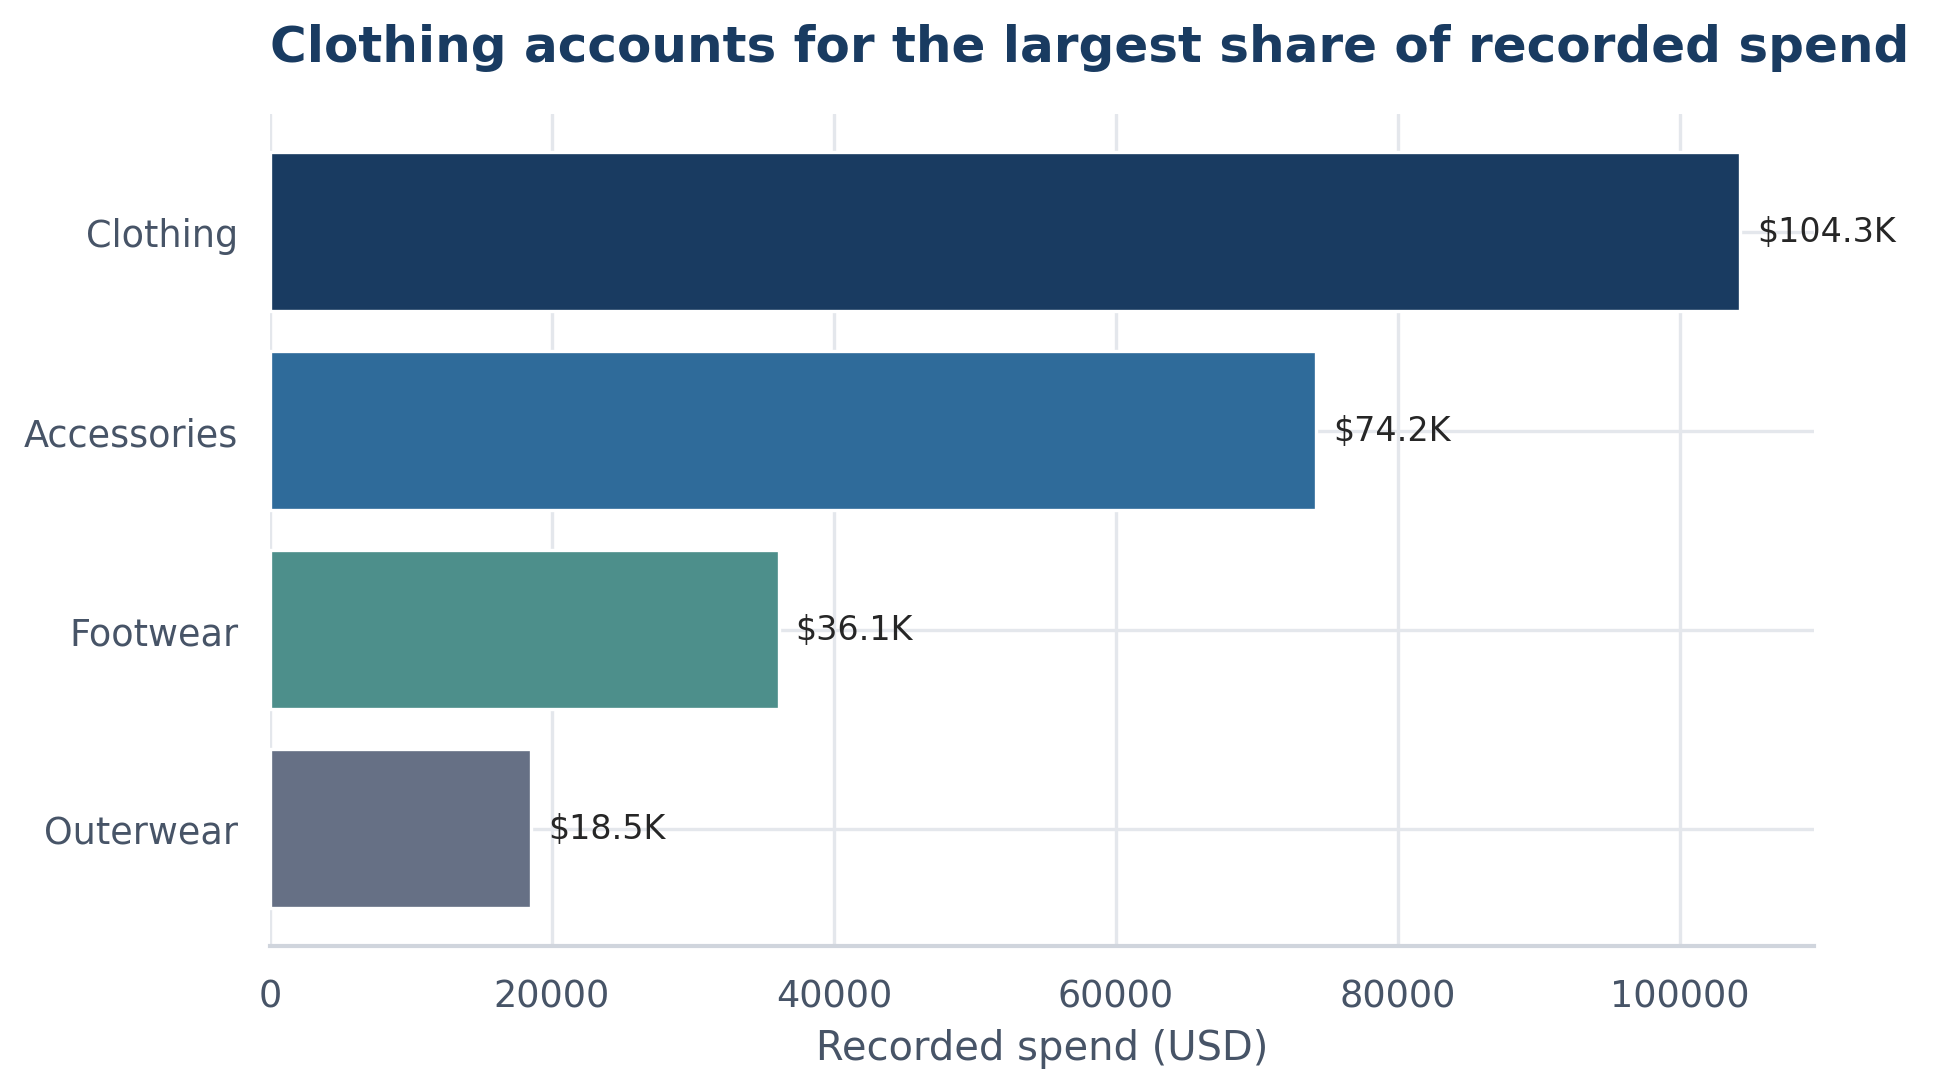 Clothing accounts for the largest share of recorded spend
Clothing
$104.3K
Accessories
$74.2K
Footwear
$36.1K
Outerwear
$18.5K
0 20000 40000 60000 80000 100000
Recorded spend (USD)